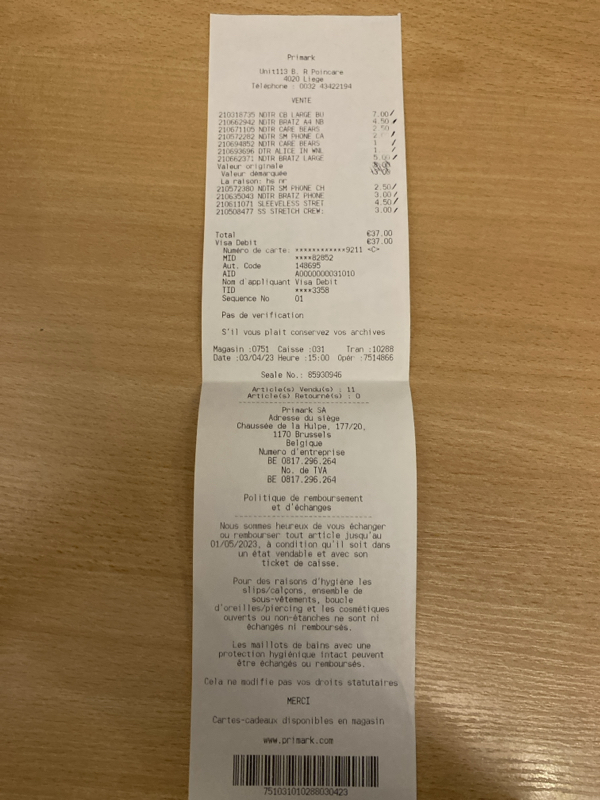 Primark
Unit113 B. R Poincare
4020 Liege
Téléphone : 0032 43422194
VENTE
210318735 NDTR CB LARGE BU 7.00
210662942 NDTR BRATZ A4 NB 4.50
210671105 NDTR CARE BEARS 2.50
210572282 NDTR SM PHONE CA
210694852 NDTR CARE BEARS 1
210693696 DTR ALICE IN WNL 1
210662371 NDTR BRATZ LARGE 5.00
Valeur originale
Valeur démarquée
La raison: hs nr
210572380 NDTR SM PHONE CH 2.50
210635043 NDTR BRATZ PHONE 3.00
210611071 SLEEVELESS STRET 4.50
210508477 SS STRETCH CREW: 3.00
Total €37.00
Visa Debit €37.00
Numéro de carte: ************9211 <C>
MID ****82852
Aut. Code 148695
AID A0000000031010
Nom d'appliquant Visa Debit
TID ****3358
Sequence No 01
Pas de verification
S'il vous plait conservez vos archives
Magasin :0751 Caisse :031 Tran :10288
Date :03/04/23 Heure :15:00 Opér :7514866
Seale No.: 85930946
Article(s) Vendu(s) : 11
Article(s) Retourné(s) : 0
Primark SA
Adresse du siège
Chaussée de la Hulpe, 177/20,
1170 Brussels
Belgique
Numero d'entreprise
BE 0817.296.264
No. de TVA
BE 0817.296.264
Politique de remboursement
et d'échanges
Nous sommes heureux de vous échanger
ou rembourser tout article jusqu'au
01/05/2023, à condition qu'il soit dans
un état vendable et avec son
ticket de caisse.
Pour des raisons d'hygiène les
slips/calçons, ensemble de
sous-vêtements, boucle
d'oreilles/piercing et les cosmétiques
ouverts ou non-étanches ne sont ni
échangés ni remboursés.
Les maillots de bains avec une
protection hygiénique intact peuvent
être échangés ou remboursés.
Cela ne modifie pas vos droits statutaires
MERCI
Cartes-cadeaux disponibles en magasin
www.primark.com
751031010288030423